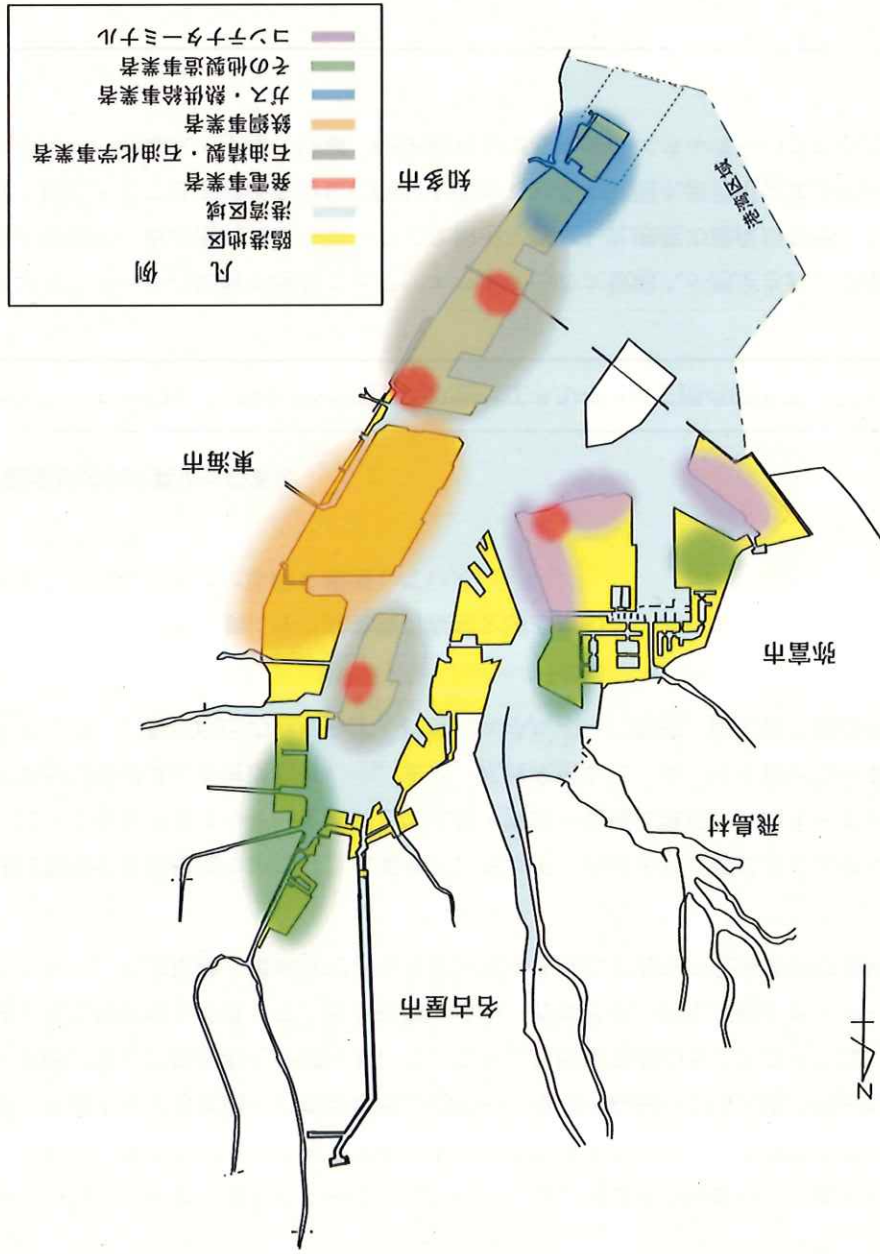 N
名古屋市
飛島村
弥富市
東海市
港湾区域
知多市
凡 例
臨港地区
港湾区域
発電事業者
石油精製・石油化学事業者
鉄鋼事業者
ガス・熱供給事業者
その他製造事業者
コンテナターミナル